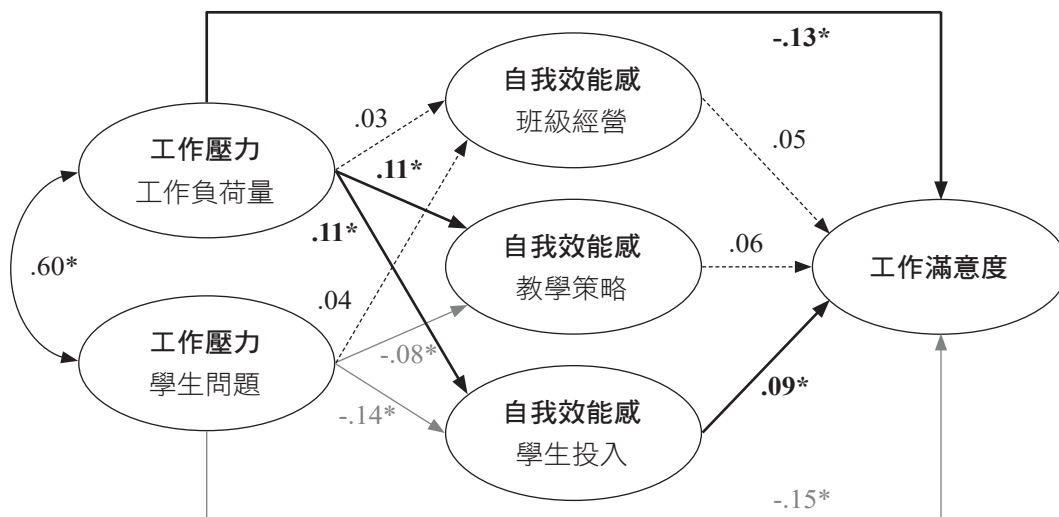 -.13*
自我效能感
班級經營
.03
.05
工作壓力
工作負荷量
.11*
.11*
自我效能感
教學策略
.06
工作滿意度
.60*
.04
工作壓力
學生問題
-.08*
-.14*
自我效能感
學生投入
.09*
-.15*